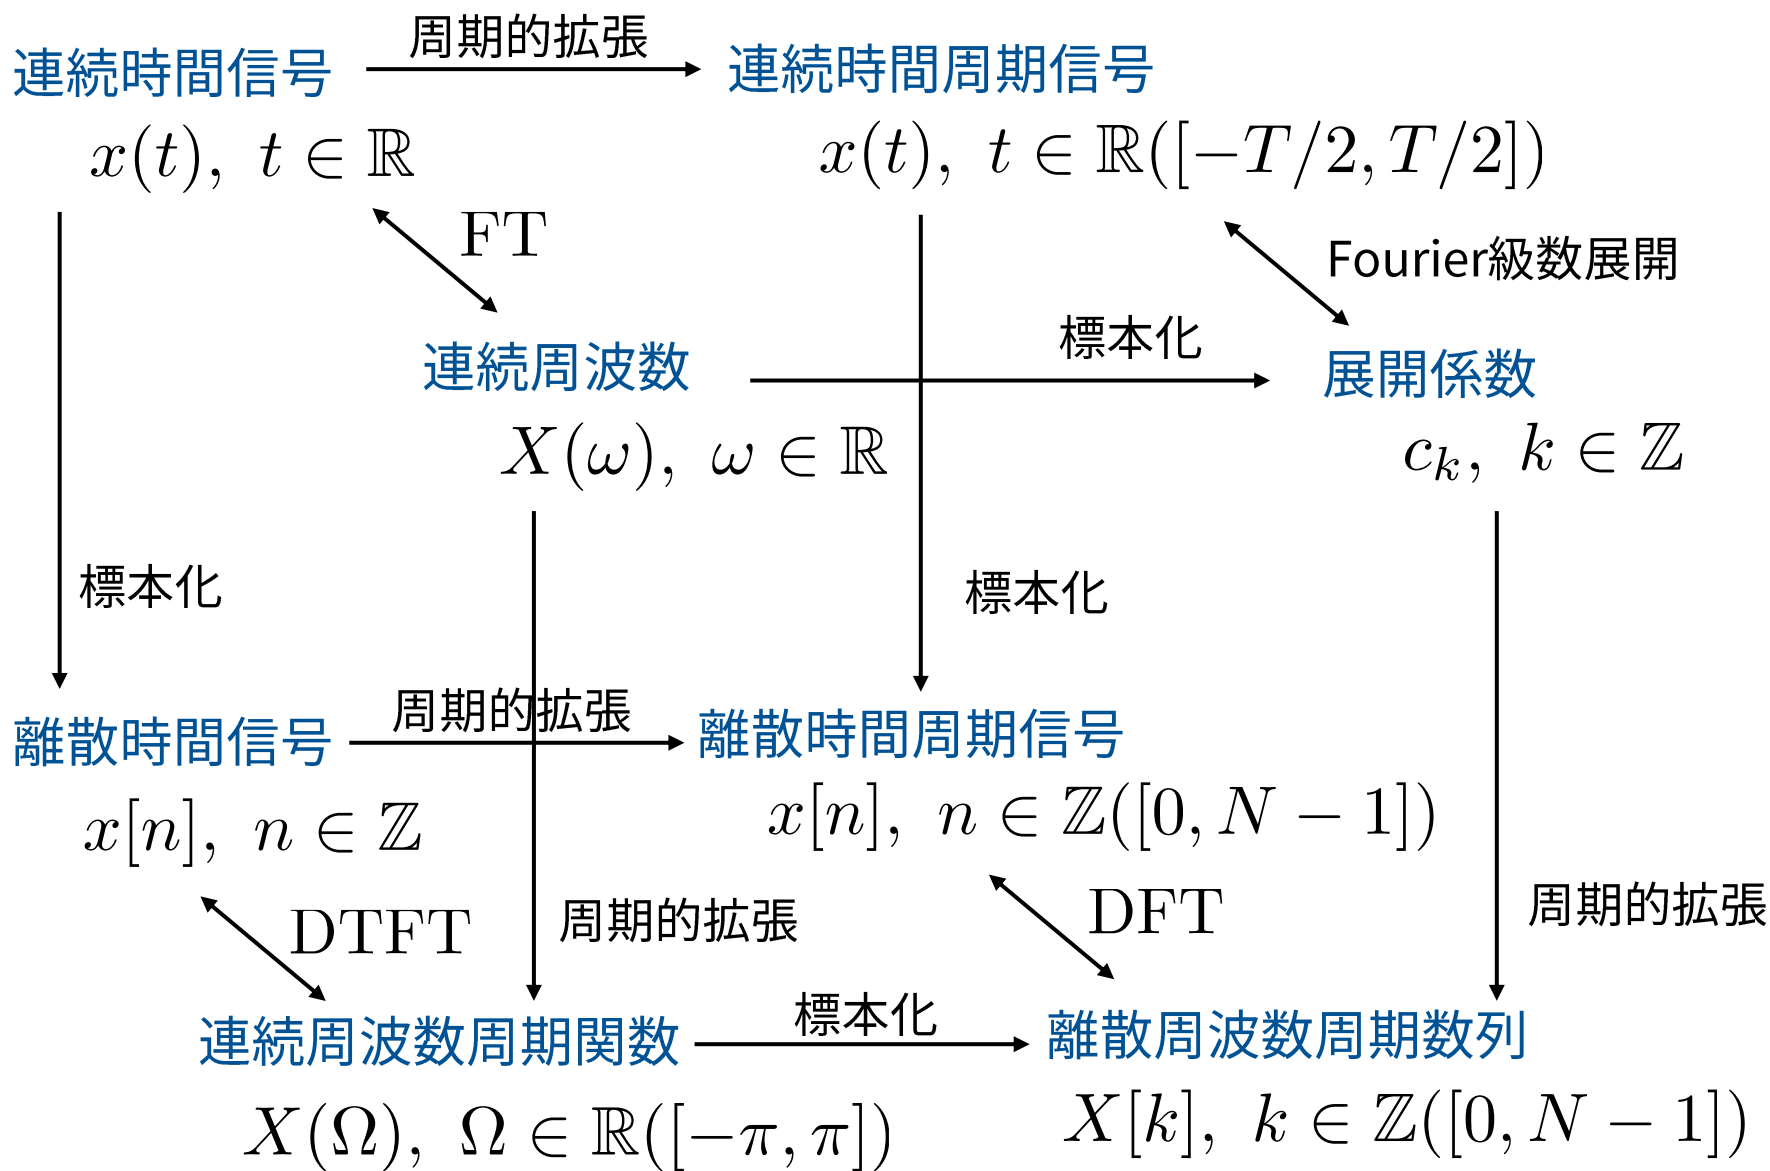 周期的拡張
連続時間信号
連続時間周期信号
x(t), t ∈ ℝ
x(t), t ∈ ℝ([−T/2, T/2])
FT
Fourier級数展開
標本化
連続周波数
展開係数
X(ω), ω ∈ ℝ
c_k, k ∈ ℤ
標本化
標本化
周期的拡張
離散時間信号
離散時間周期信号
x[n], n ∈ ℤ
x[n], n ∈ ℤ([0, N − 1])
DTFT
周期的拡張
DFT
周期的拡張
標本化
連続周波数周期関数
離散周波数周期数列
X(Ω), Ω ∈ ℝ([−π, π])
X[k], k ∈ ℤ([0, N − 1])